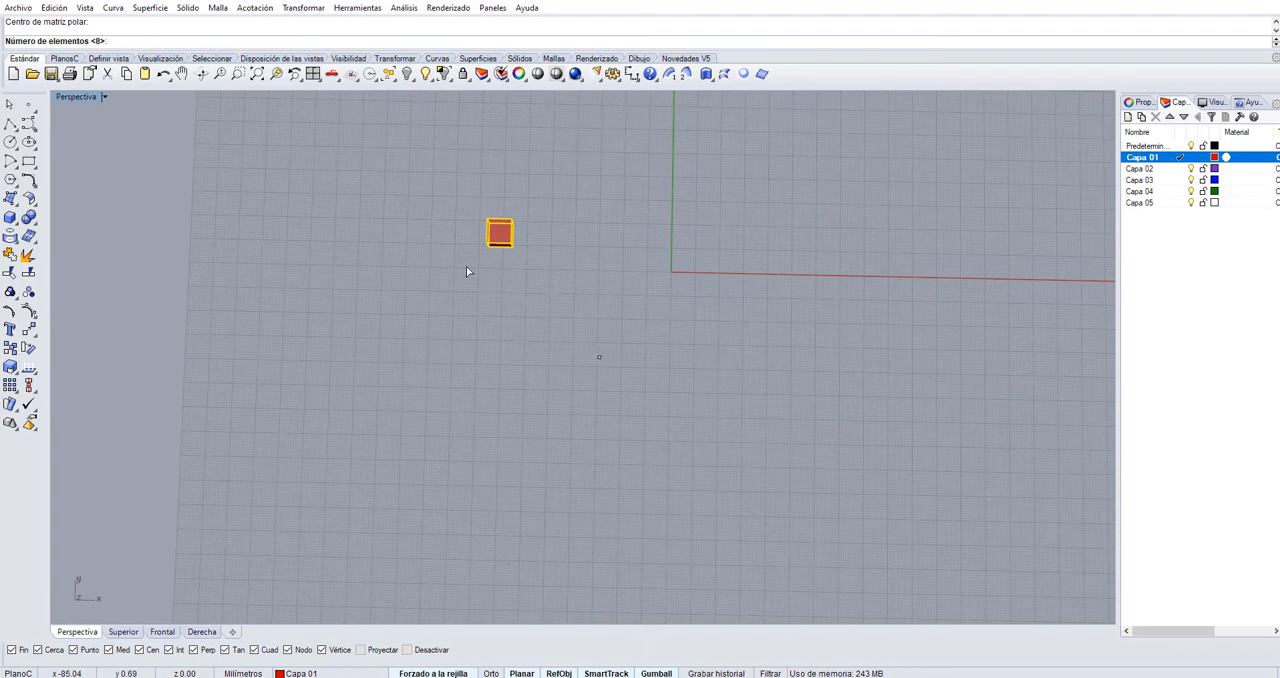 Archivo Edición Vista Curva Superficie Sólido Malla Acotación Transformar Herramientas Análisis Renderizado Paneles Ayuda
Centro de matriz polar:
Número de elementos <8>:
Estándar PlanosC Definir vista Visualización Seleccionar Disposición de las vistas Visibilidad Transformar Curvas Superficies Sólidos Mallas Renderizado Dibujo Novedades V5
Perspectiva
Prop... Cap... Visu... Ayu...
Nombre Material
Predetermin...
Capa 01
Capa 02
Capa 03
Capa 04
Capa 05
y
z x
Perspectiva Superior Frontal Derecha
Fin Cerca Punto Med Cen Int Perp Tan Cuad Nodo Vértice Proyectar Desactivar
PlanoC x -85.04 y 0.69 z 0.00 Milímetros Capa 01 Forzado a la rejilla Orto Planar RefObj SmartTrack Gumball Grabar historial Filtrar Uso de memoria: 243 MB